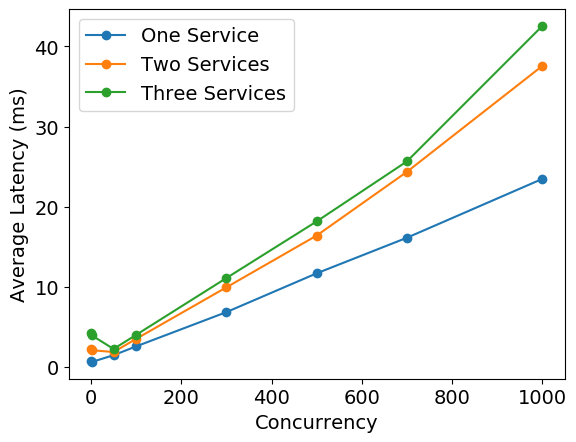 One Service
Two Services
Three Services
40
30
20
10
0
Average Latency (ms)
0 200 400 600 800 1000
Concurrency